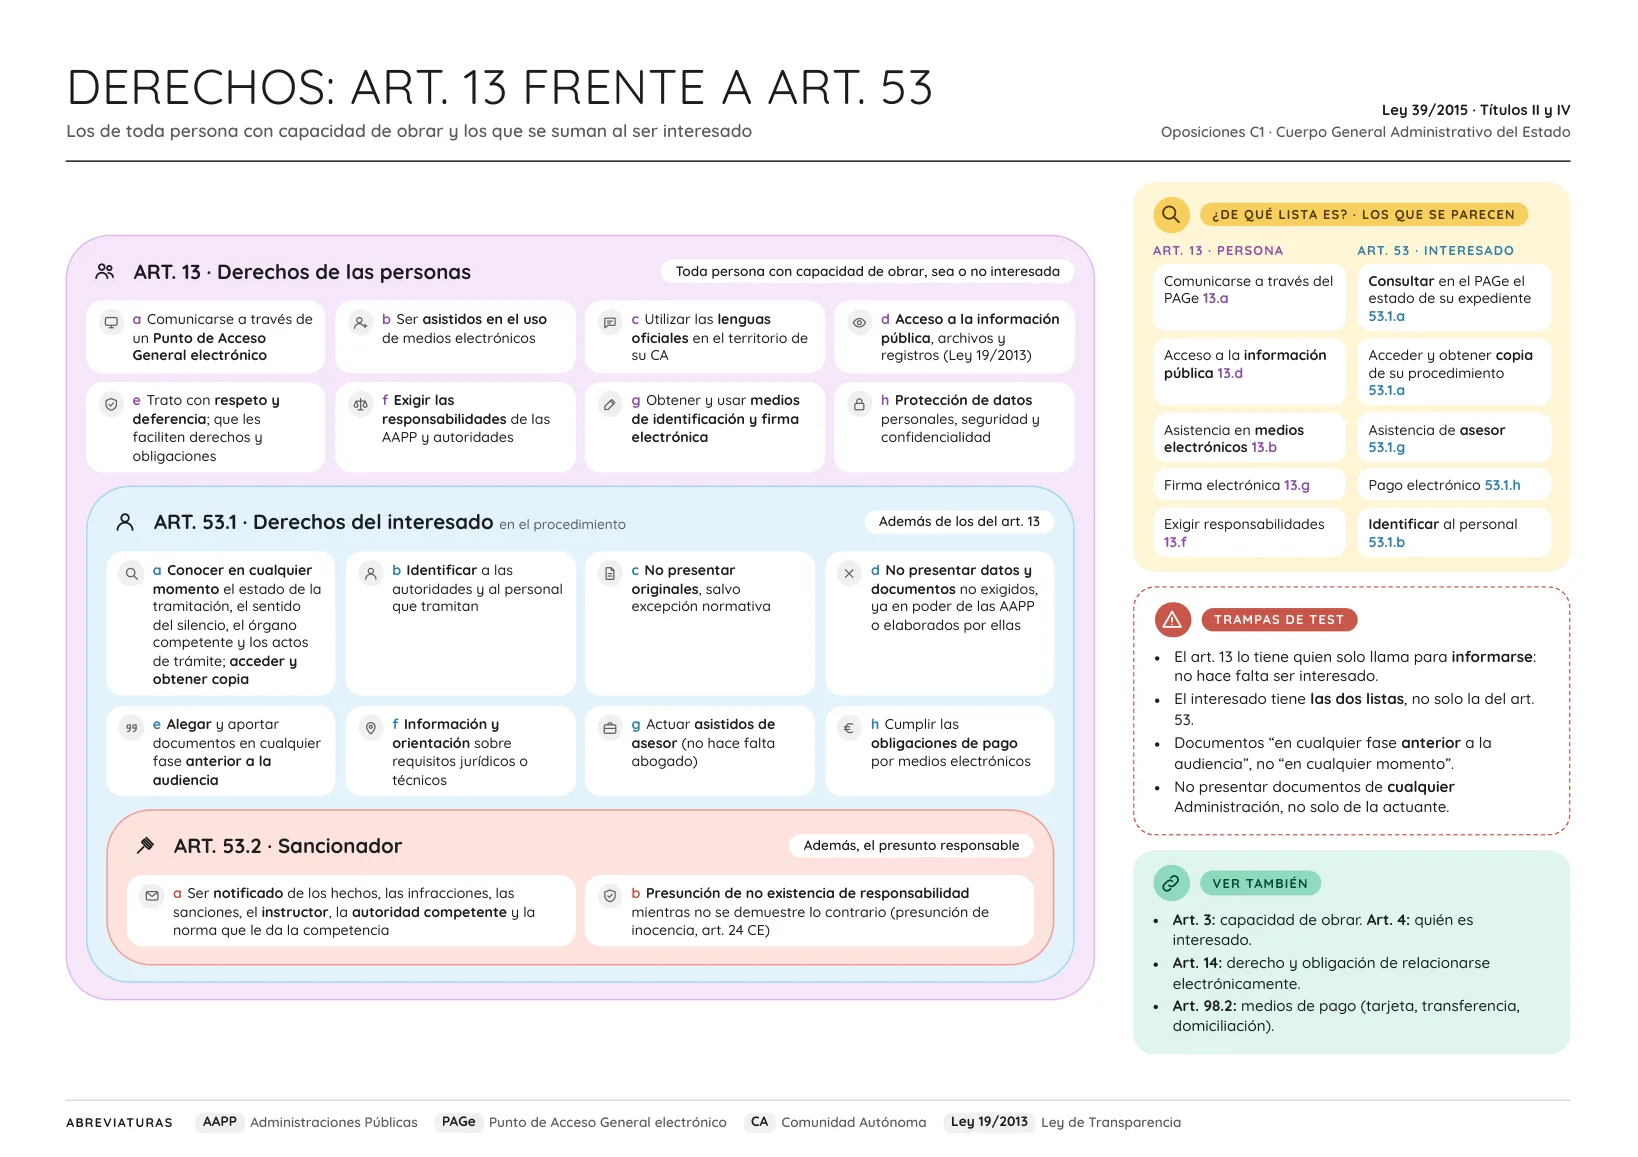 DERECHOS: ART. 13 FRENTE A ART. 53
Los de toda persona con capacidad de obrar y los que se suman al ser interesado
Ley 39/2015 · Títulos II y IV
Oposiciones C1 · Cuerpo General Administrativo del Estado
ART. 13 · Derechos de las personas
Toda persona con capacidad de obrar, sea o no interesada
a Comunicarse a través de
un Punto de Acceso
General electrónico
b Ser asistidos en el uso
de medios electrónicos
c Utilizar las lenguas
oficiales en el territorio de
su CA
d Acceso a la información
pública, archivos y
registros (Ley 19/2013)
e Trato con respeto y
deferencia; que les
faciliten derechos y
obligaciones
f Exigir las
responsabilidades de las
AAPP y autoridades
g Obtener y usar medios
de identificación y firma
electrónica
h Protección de datos
personales, seguridad y
confidencialidad
ART. 53.1 · Derechos del interesado en el procedimiento
Además de los del art. 13
a Conocer en cualquier
momento el estado de la
tramitación, el sentido
del silencio, el órgano
competente y los actos
de trámite; acceder y
obtener copia
b Identificar a las
autoridades y al personal
que tramitan
c No presentar
originales, salvo
excepción normativa
d No presentar datos y
documentos no exigidos,
ya en poder de las AAPP
o elaborados por ellas
e Alegar y aportar
documentos en cualquier
fase anterior a la
audiencia
f Información y
orientación sobre
requisitos jurídicos o
técnicos
g Actuar asistidos de
asesor (no hace falta
abogado)
h Cumplir las
obligaciones de pago
por medios electrónicos
ART. 53.2 · Sancionador
Además, el presunto responsable
a Ser notificado de los hechos, las infracciones, las
sanciones, el instructor, la autoridad competente y la
norma que le da la competencia
b Presunción de no existencia de responsabilidad
mientras no se demuestre lo contrario (presunción de
inocencia, art. 24 CE)
¿DE QUÉ LISTA ES? · LOS QUE SE PARECEN
ART. 13 · PERSONA
ART. 53 · INTERESADO
Comunicarse a través del
PAGe 13.a
Consultar en el PAGe el
estado de su expediente
53.1.a
Acceso a la información
pública 13.d
Acceder y obtener copia
de su procedimiento
53.1.a
Asistencia en medios
electrónicos 13.b
Asistencia de asesor
53.1.g
Firma electrónica 13.g
Pago electrónico 53.1.h
Exigir responsabilidades
13.f
Identificar al personal
53.1.b
TRAMPAS DE TEST
• El art. 13 lo tiene quien solo llama para informarse:
no hace falta ser interesado.
• El interesado tiene las dos listas, no solo la del art.
53.
• Documentos “en cualquier fase anterior a la
audiencia”, no “en cualquier momento”.
• No presentar documentos de cualquier
Administración, no solo de la actuante.
VER TAMBIÉN
• Art. 3: capacidad de obrar. Art. 4: quién es
interesado.
• Art. 14: derecho y obligación de relacionarse
electrónicamente.
• Art. 98.2: medios de pago (tarjeta, transferencia,
domiciliación).
ABREVIATURAS AAPP Administraciones Públicas PAGe Punto de Acceso General electrónico CA Comunidad Autónoma Ley 19/2013 Ley de Transparencia